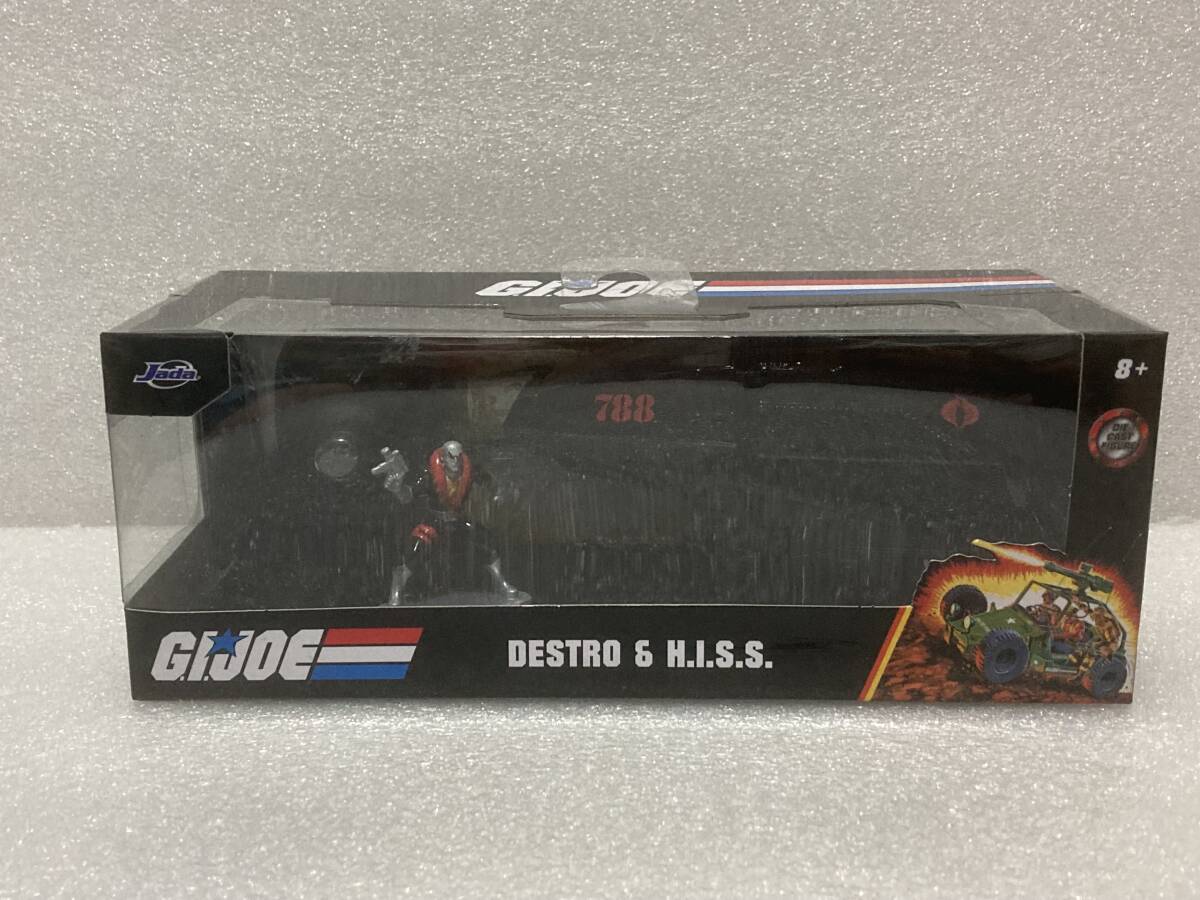 G.I.JOE
Jada
8+
788
DIE
CAST
FIGURE
G.I.JOE
DESTRO & H.I.S.S.